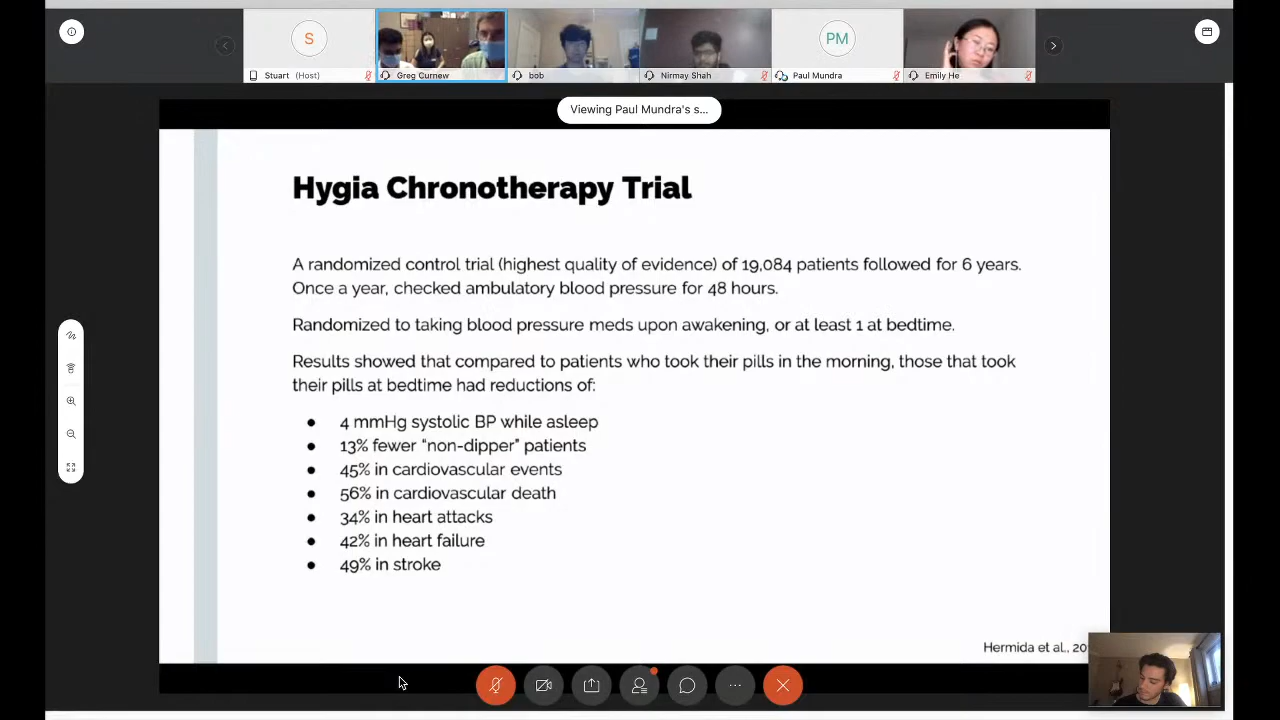 S
PM
Stuart (Host)
Greg Curnew
bob
Nirmay Shah
Paul Mundra
Emily He
Viewing Paul Mundra's s...
Hygia Chronotherapy Trial
A randomized control trial (highest quality of evidence) of 19,084 patients followed for 6 years.
Once a year, checked ambulatory blood pressure for 48 hours.
Randomized to taking blood pressure meds upon awakening, or at least 1 at bedtime.
Results showed that compared to patients who took their pills in the morning, those that took
their pills at bedtime had reductions of:
● 4 mmHg systolic BP while asleep
● 13% fewer “non-dipper” patients
● 45% in cardiovascular events
● 56% in cardiovascular death
● 34% in heart attacks
● 42% in heart failure
● 49% in stroke
Hermida et al., 20